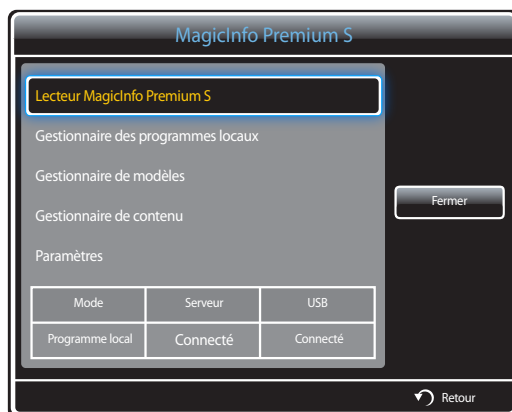 MagicInfo Premium S
Lecteur MagicInfo Premium S
Gestionnaire des programmes locaux
Gestionnaire de modèles
Gestionnaire de contenu
Paramètres
Fermer
Mode Serveur USB
Programme local Connecté Connecté
Retour